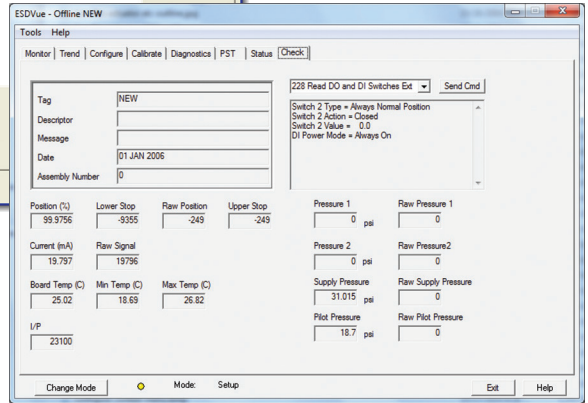 ESDVue - Offline NEW
Tools Help
Monitor Trend Configure Calibrate Diagnostics PST Status Check
Tag NEW
Descriptor
Message
Date 01 JAN 2006
Assembly Number 0
228 Read DO and DI Switches Ext Send Cmd
Switch 2 Type = Always Normal Position
Switch 2 Action = Closed
Switch 2 Value = 0.0
DI Power Mode = Always On
Position (%) Lower Stop Raw Position Upper Stop
99.9756 -9355 -249 -249
Current (mA) Raw Signal
19.797 19796
Board Temp (C) Min Temp (C) Max Temp (C)
25.02 18.69 26.82
I/P
23100
Pressure 1 Raw Pressure 1
0 psi 0
Pressure 2 Raw Pressure2
0 psi 0
Supply Pressure Raw Supply Pressure
31.015 psi 0
Pilot Pressure Raw Pilot Pressure
18.7 psi 0
Change Mode Mode: Setup Exit Help